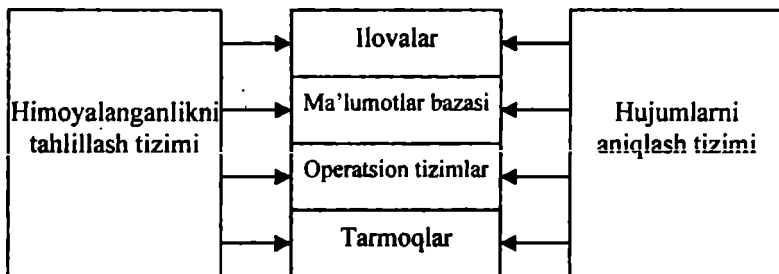 Himoyalanganlikni
tahlillash tizimi
Ilovalar
Ma'lumotlar bazasi
Operatsion tizimlar
Tarmoqlar
Hujumlarni
aniqlash tizimi